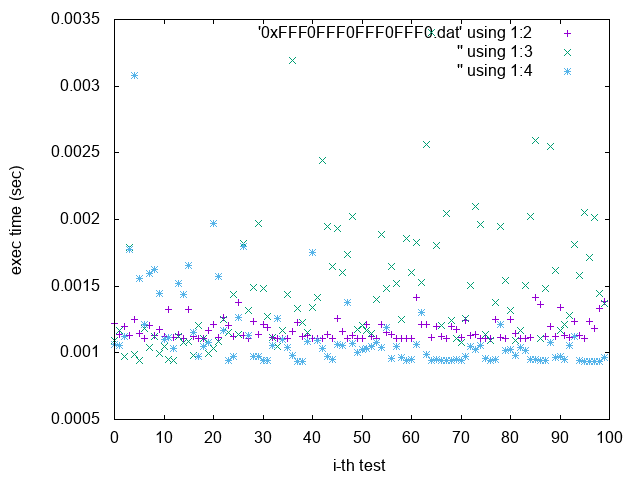 0.0035
'0xFFF0FFF0FFF0FFF0.dat' using 1:2
'' using 1:3
'' using 1:4
0.003
0.0025
0.002
0.0015
0.001
0.0005
exec time (sec)
0 10 20 30 40 50 60 70 80 90 100
i-th test